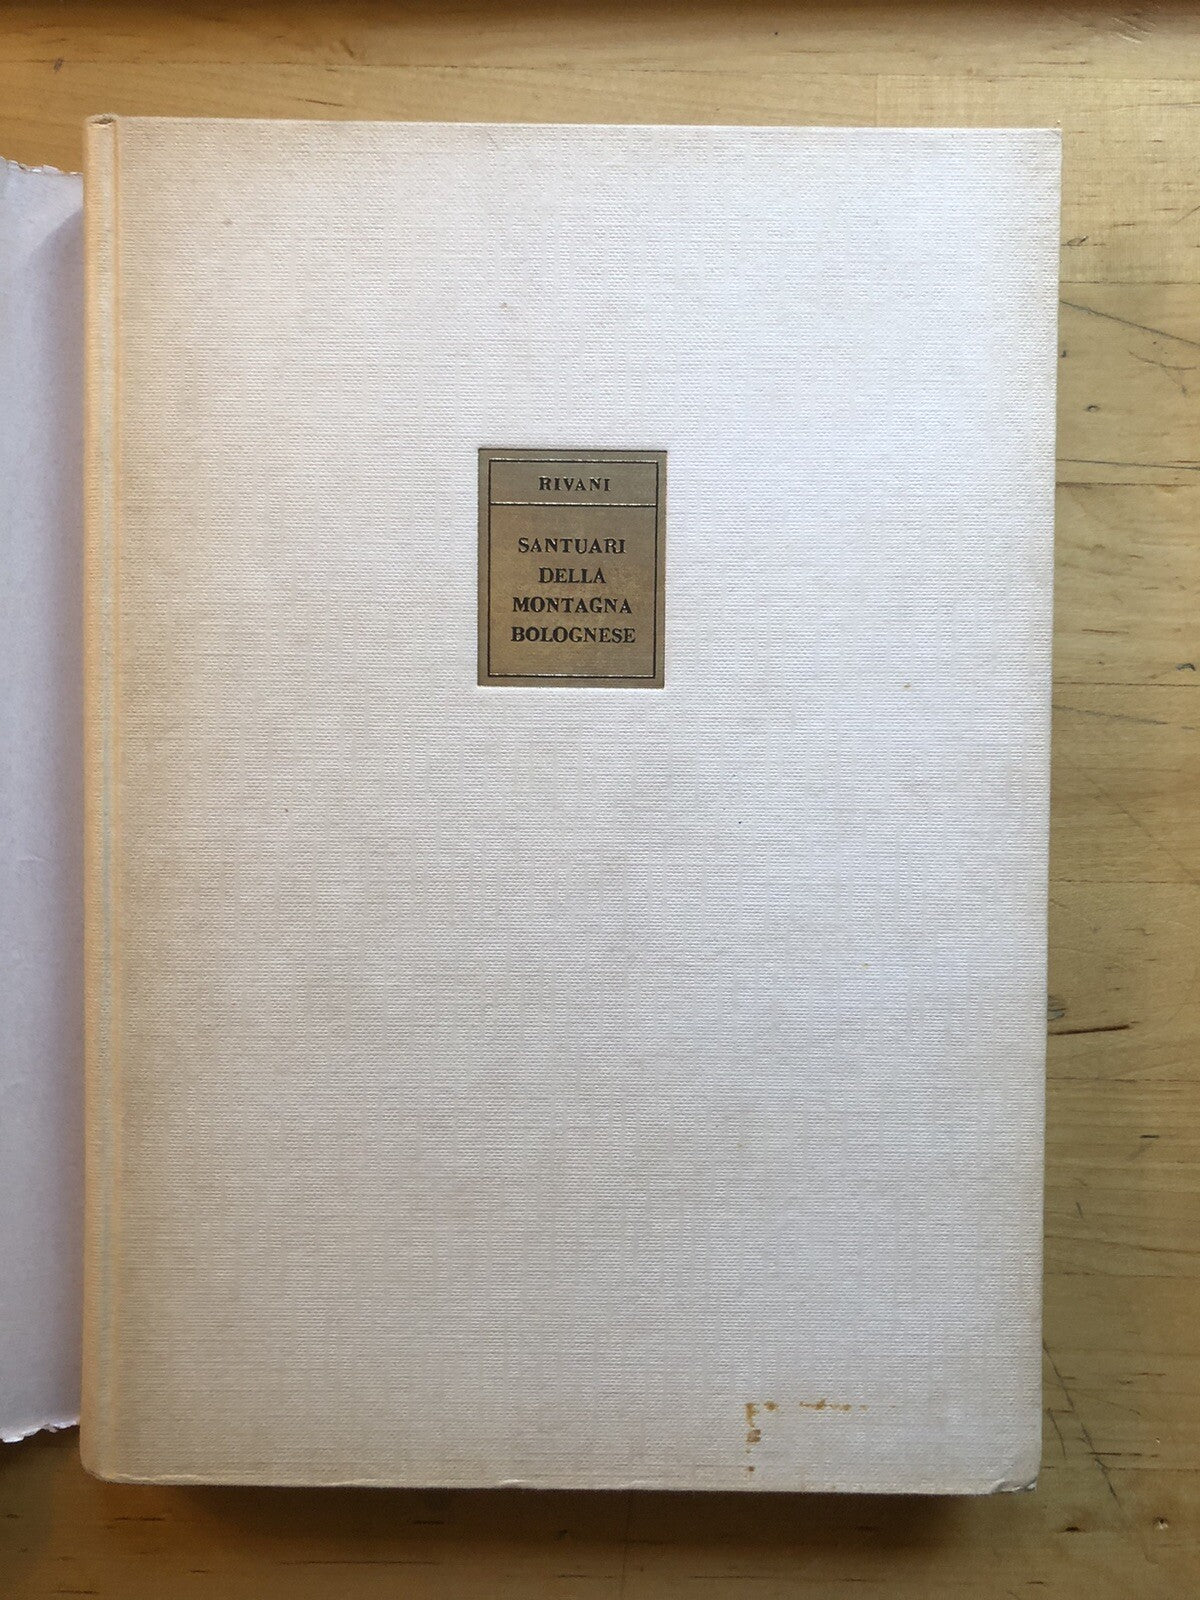 RIVANI
SANTUARI
DELLA
MONTAGNA
BOLOGNESE